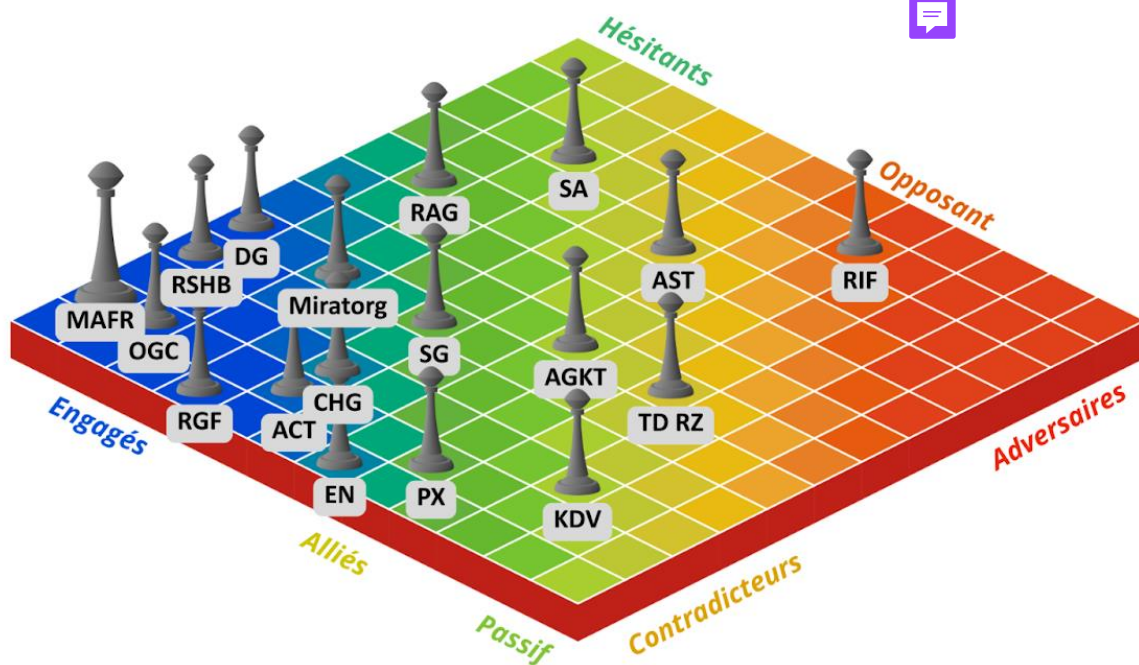 Hésitants
SA
Opposant
RAG
DG
AST
RIF
RSHB
Miratorg
MAFR
OGC
SG
AGKT
CHG
TD RZ
RGF
ACT
Engagés
EN
PX
KDV
Adversaires
Alliés
Contradicteurs
Passif